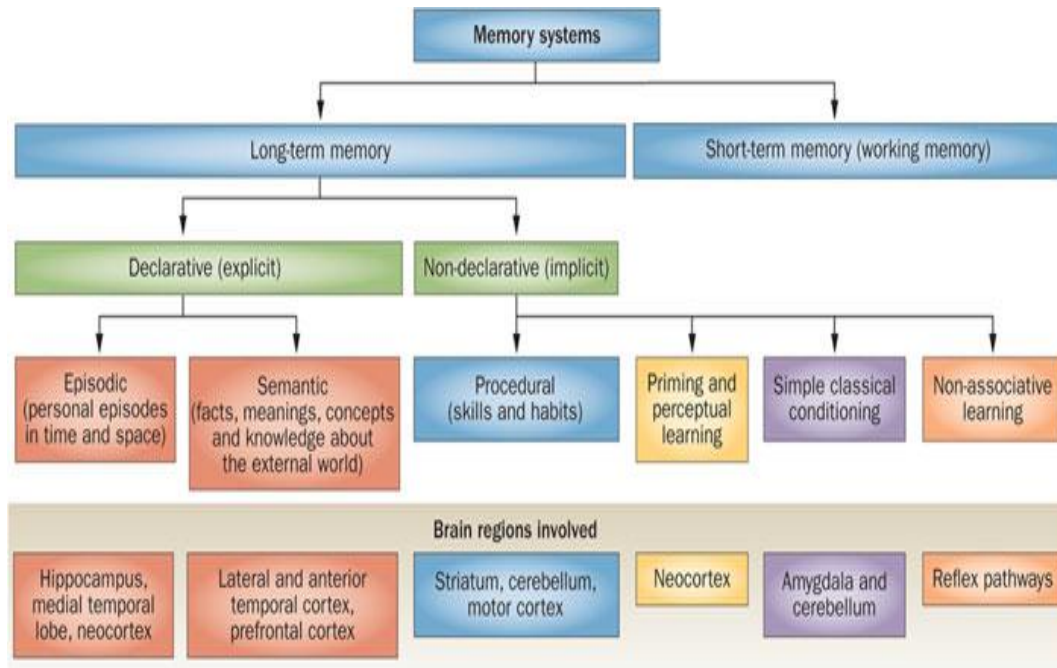 Memory systems
Long-term memory
Short-term memory (working memory)
Declarative (explicit)
Non-declarative (implicit)
Episodic
(personal episodes
in time and space)
Semantic
(facts, meanings, concepts
and knowledge about
the external world)
Procedural
(skills and habits)
Priming and
perceptual
learning
Simple classical
conditioning
Non-associative
learning
Brain regions involved
Hippocampus,
medial temporal
lobe, neocortex
Lateral and anterior
temporal cortex,
prefrontal cortex
Striatum, cerebellum,
motor cortex
Neocortex
Amygdala and
cerebellum
Reflex pathways